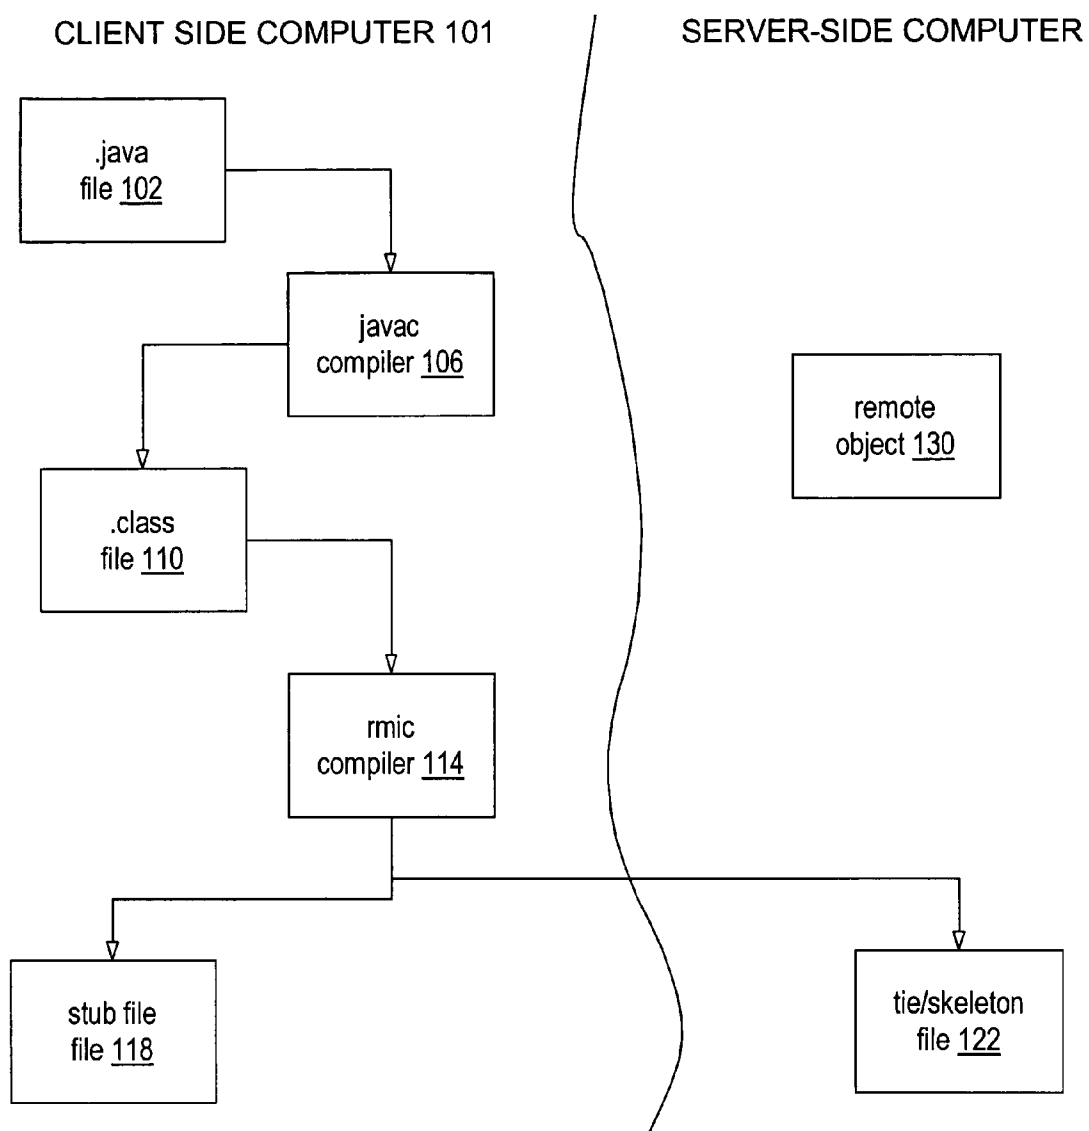 CLIENT SIDE COMPUTER 101
SERVER-SIDE COMPUTER
.java
file 102
javac
compiler 106
remote
object 130
.class
file 110
rmic
compiler 114
stub file
file 118
tie/skeleton
file 122